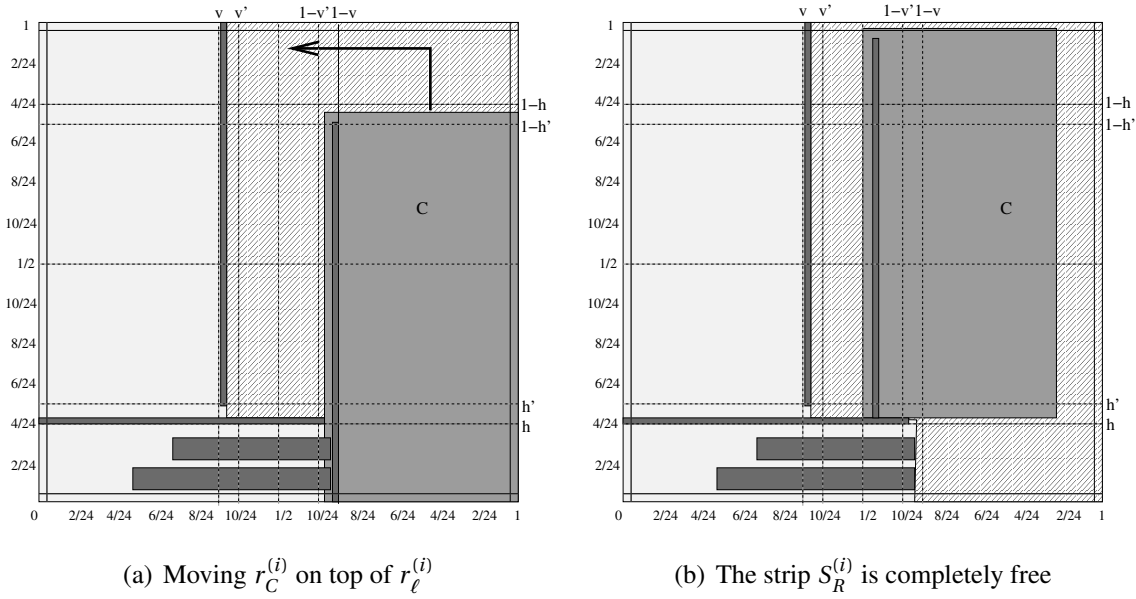 v v' 1−v' 1−v
1
2/24
4/24
1−h
1−h'
6/24
8/24
C
10/24
1/2
10/24
8/24
6/24
h'
4/24
h
2/24
0 2/24 4/24 6/24 8/24 10/24 1/2 10/24 8/24 6/24 4/24 2/24 1
(a) Moving r_C^{(i)} on top of r_ℓ^{(i)}
v v' 1−v' 1−v
1
2/24
4/24
1−h
1−h'
6/24
8/24
C
10/24
1/2
10/24
8/24
6/24
h'
4/24
h
2/24
0 2/24 4/24 6/24 8/24 10/24 1/2 10/24 8/24 6/24 4/24 2/24 1
(b) The strip S_R^{(i)} is completely free